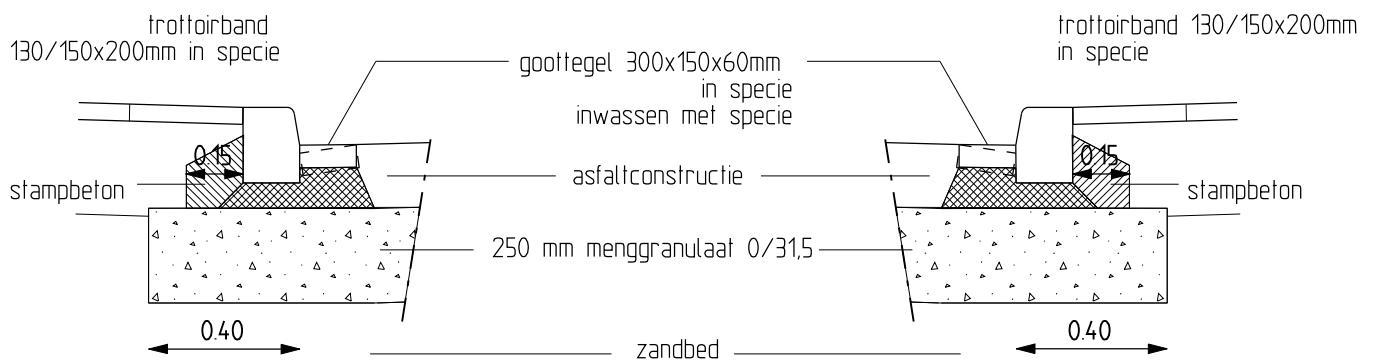 trottoirband
130/150x200mm in specie
trottoirband 130/150x200mm
in specie
goottegel 300x150x60mm
in specie
inwassen met specie
0.15
0.15
asfaltconstructie
stampbeton
stampbeton
250 mm menggranulaat 0/31,5
0.40
0.40
zandbed